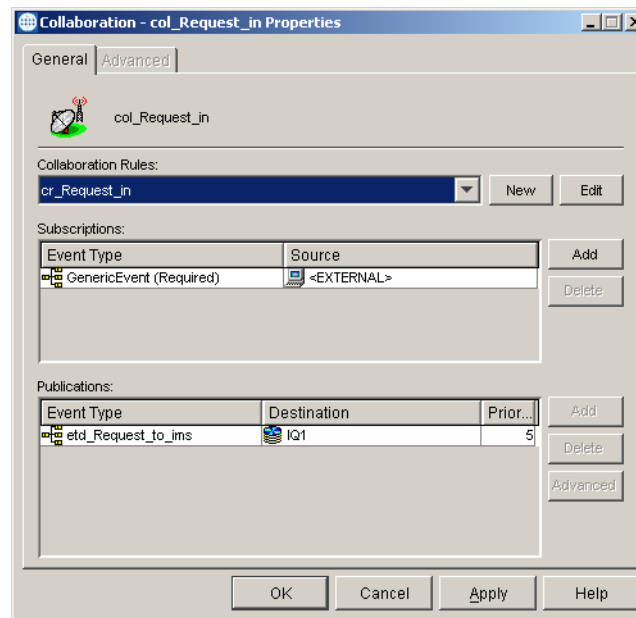 Collaboration - col_Request_in Properties
General Advanced
col_Request_in
Collaboration Rules:
cr_Request_in New Edit
Subscriptions:
Event Type Source Add
GenericEvent (Required) <EXTERNAL>
Delete
Publications:
Event Type Destination Prior... Add
etd_Request_to_ims IQ1 5
Delete
Advanced
OK Cancel Apply Help